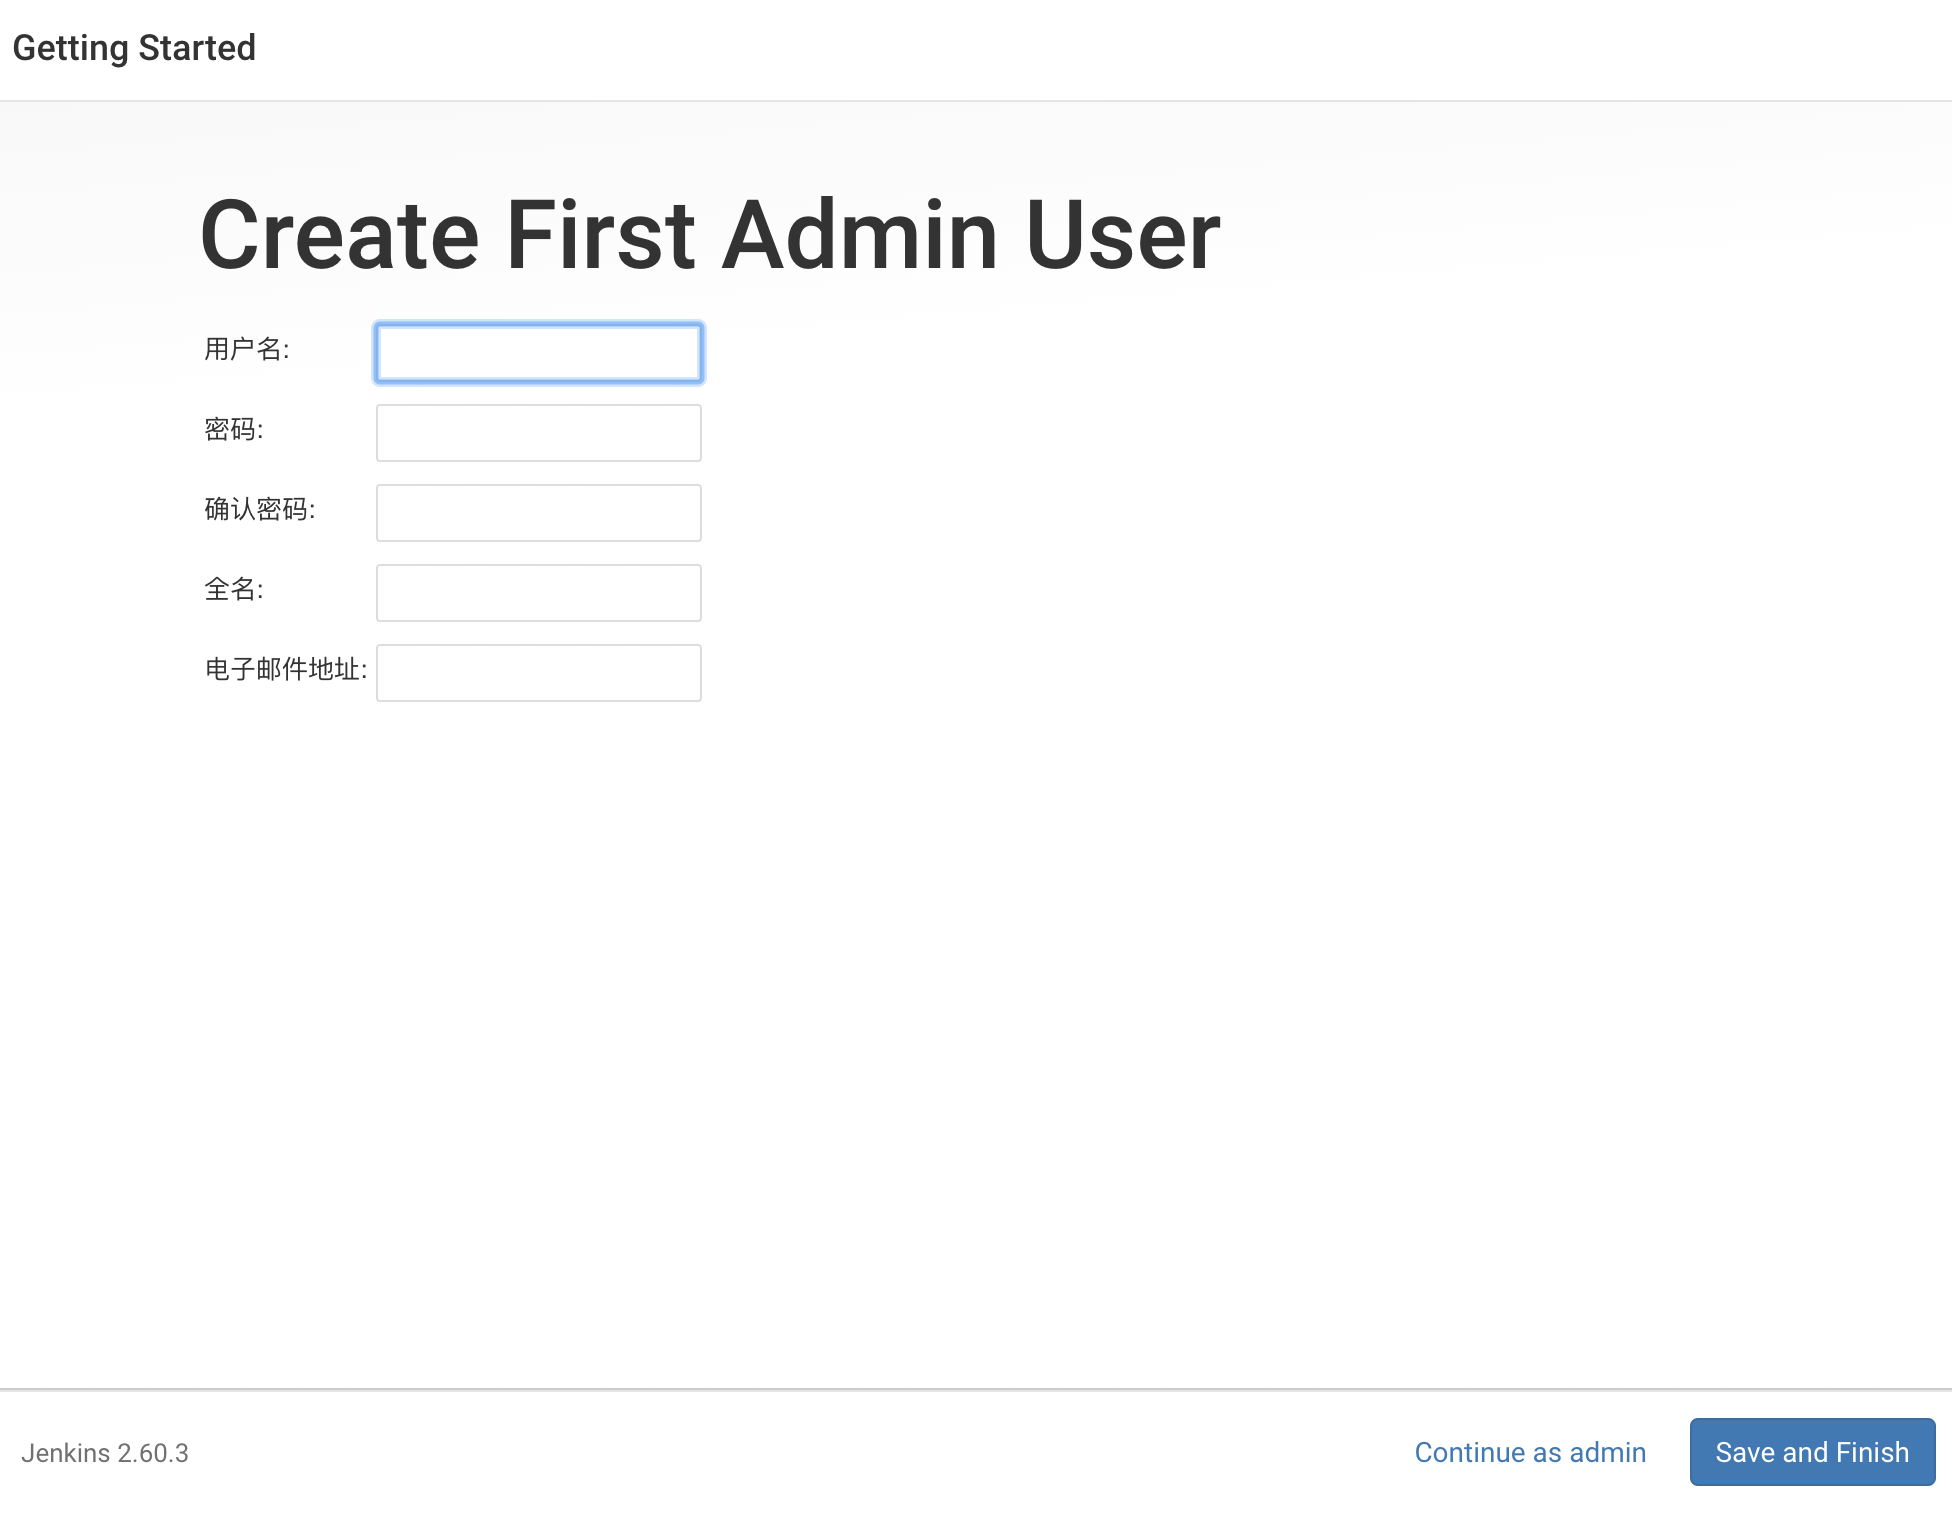 Getting Started
Create First Admin User
用户名:
密码:
确认密码:
全名:
电子邮件地址:
Jenkins 2.60.3
Continue as admin
Save and Finish